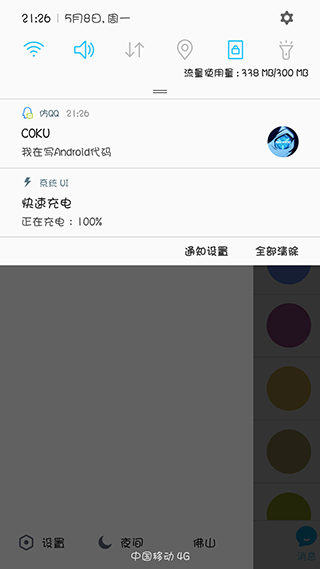 21:26 | 5月8日,周一
流量使用量 : 338 MB/300 MB
仿QQ 21:26
COKU
我在写Android代码
系统 UI
快速充电
正在充电 : 100%
通知设置 全部清除
设置 夜间 佛山
消息
中国移动 4G